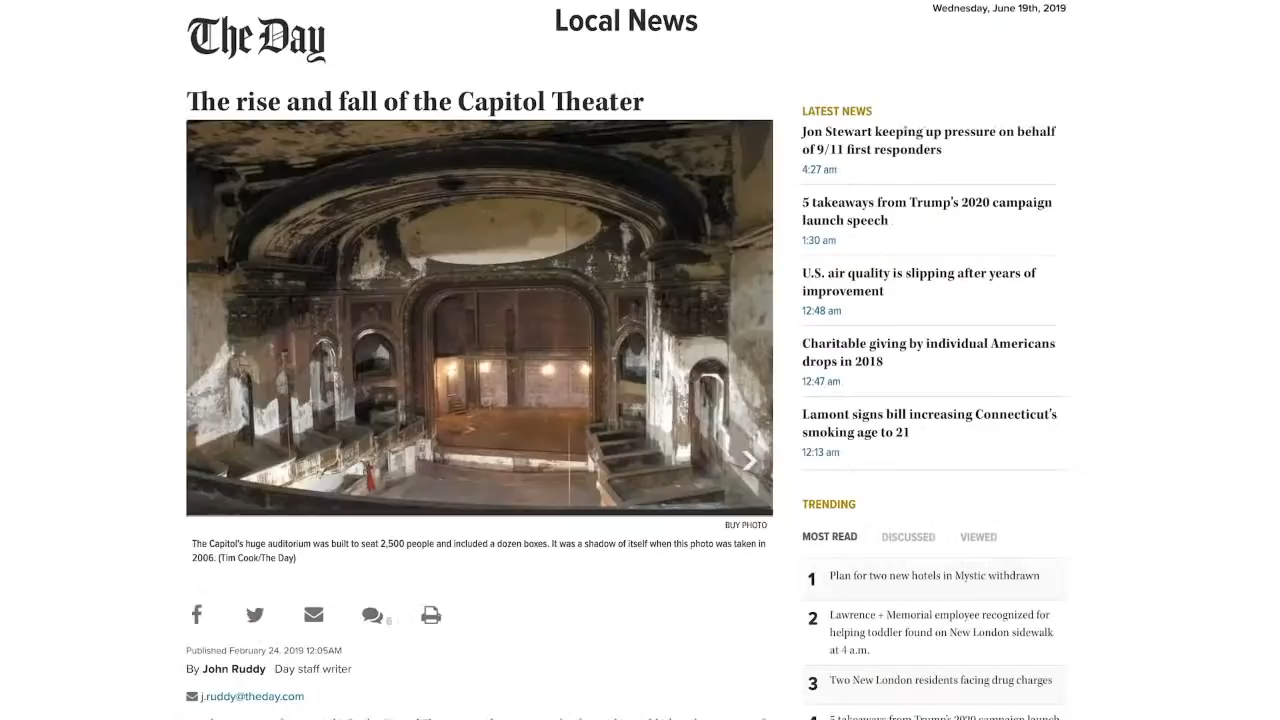 Wednesday, June 19th, 2019
Local News
The Day
The rise and fall of the Capitol Theater
BUY PHOTO
The Capitol's huge auditorium was built to seat 2,500 people and included a dozen boxes. It was a shadow of itself when this photo was taken in
2006. (Tim Cook/The Day)
6
Published February 24. 2019 12:05AM
By John Ruddy Day staff writer
j.ruddy@theday.com
LATEST NEWS
Jon Stewart keeping up pressure on behalf
of 9/11 first responders
4:27 am
5 takeaways from Trump's 2020 campaign
launch speech
1:30 am
U.S. air quality is slipping after years of
improvement
12:48 am
Charitable giving by individual Americans
drops in 2018
12:47 am
Lamont signs bill increasing Connecticut's
smoking age to 21
12:13 am
TRENDING
MOST READ DISCUSSED VIEWED
1 Plan for two new hotels in Mystic withdrawn
2 Lawrence + Memorial employee recognized for
helping toddler found on New London sidewalk
at 4 a.m.
3 Two New London residents facing drug charges
5 takeaways from Trump's 2020 campaign launch